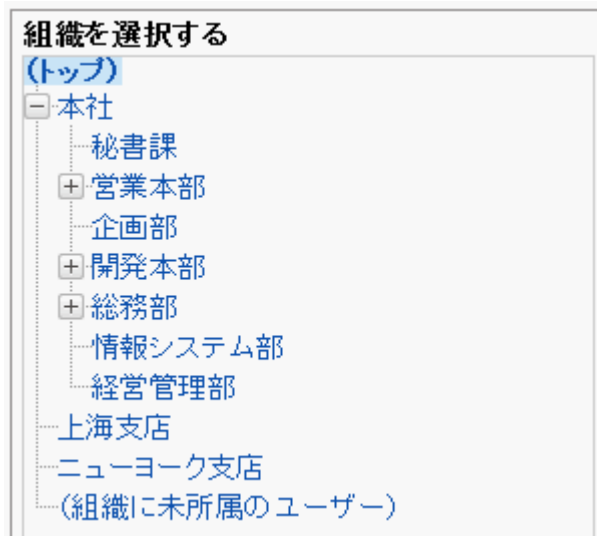 組織を選択する
(トップ)
本社
秘書課
営業本部
企画部
開発本部
総務部
情報システム部
経営管理部
上海支店
ニューヨーク支店
(組織に未所属のユーザー)